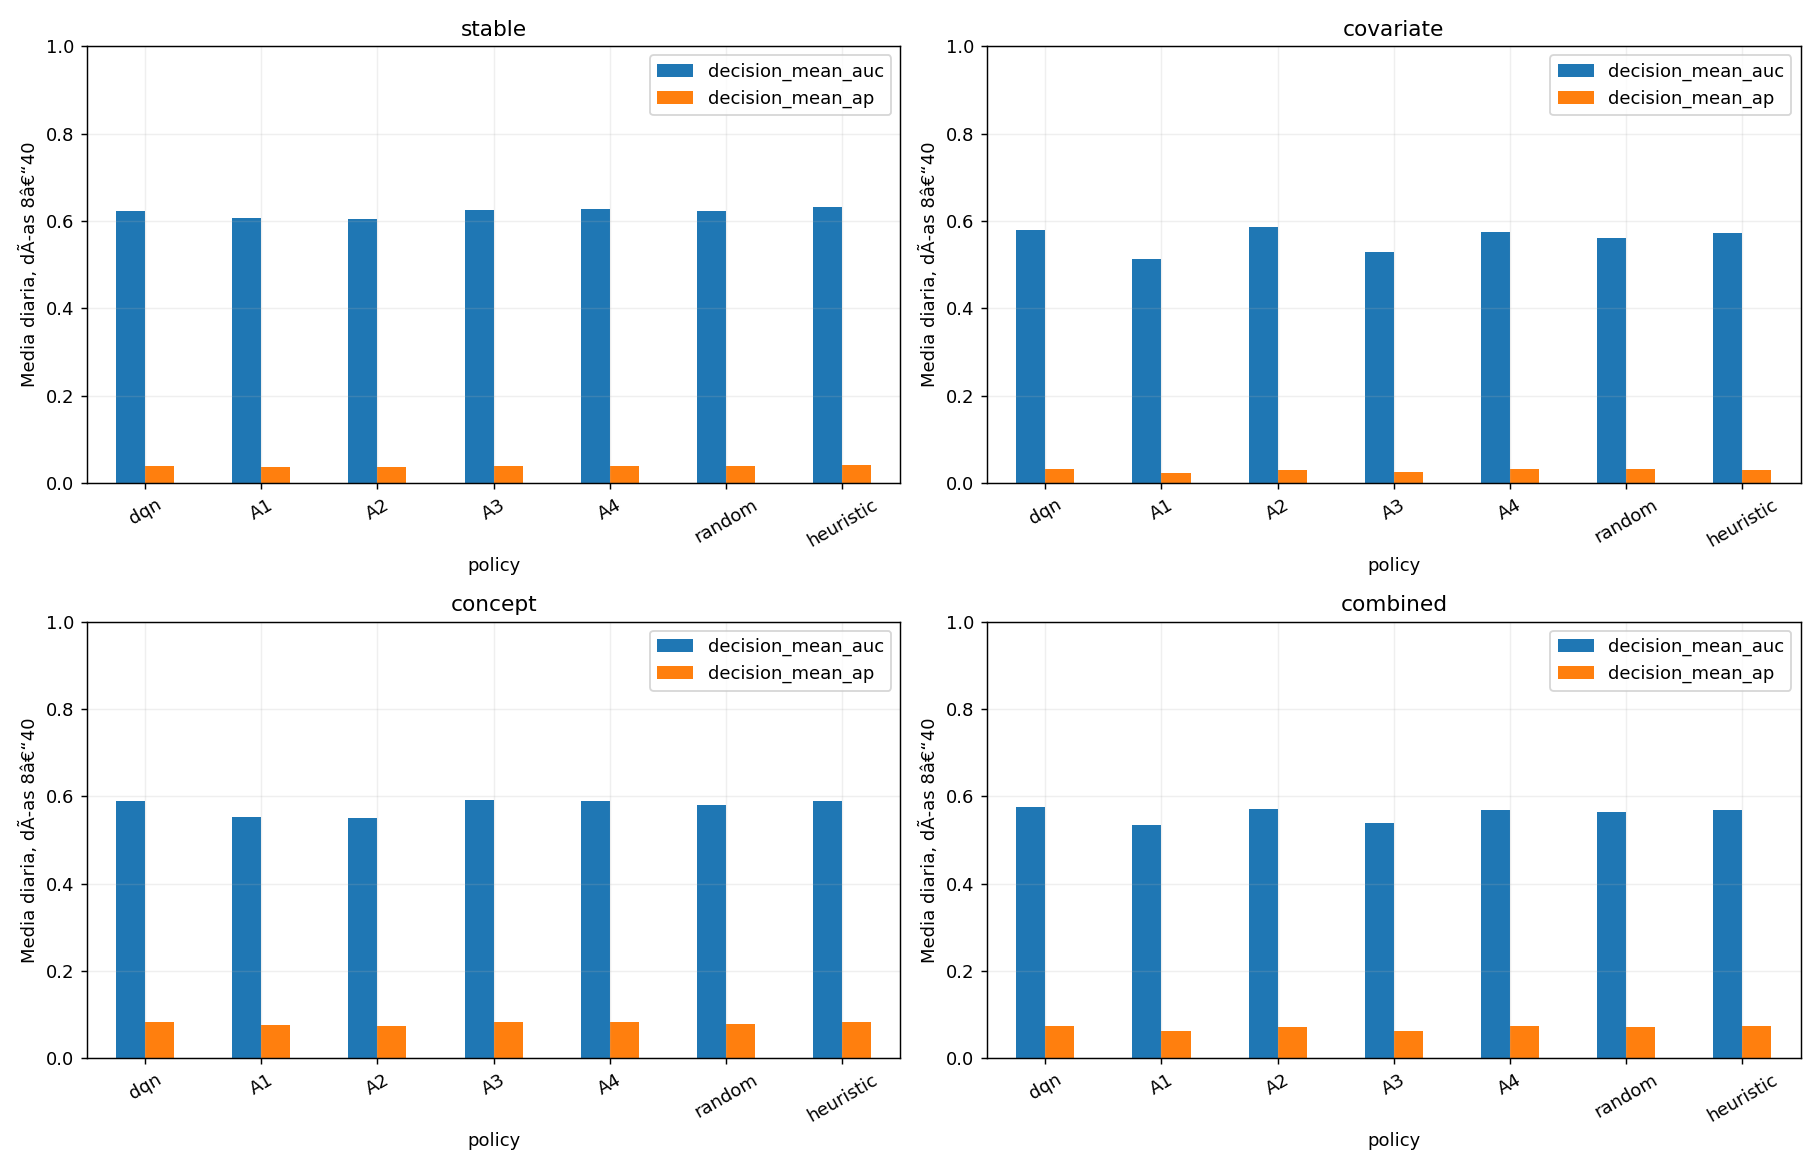 stable
1.0
0.8
0.6
0.4
0.2
0.0
Media diaria, dÃ-as 8â€“40
decision_mean_auc
decision_mean_ap
dqn
A1
A2
A3
A4
random
heuristic
policy
covariate
1.0
0.8
0.6
0.4
0.2
0.0
Media diaria, dÃ-as 8â€“40
decision_mean_auc
decision_mean_ap
dqn
A1
A2
A3
A4
random
heuristic
policy
concept
1.0
0.8
0.6
0.4
0.2
0.0
Media diaria, dÃ-as 8â€“40
decision_mean_auc
decision_mean_ap
dqn
A1
A2
A3
A4
random
heuristic
policy
combined
1.0
0.8
0.6
0.4
0.2
0.0
Media diaria, dÃ-as 8â€“40
decision_mean_auc
decision_mean_ap
dqn
A1
A2
A3
A4
random
heuristic
policy